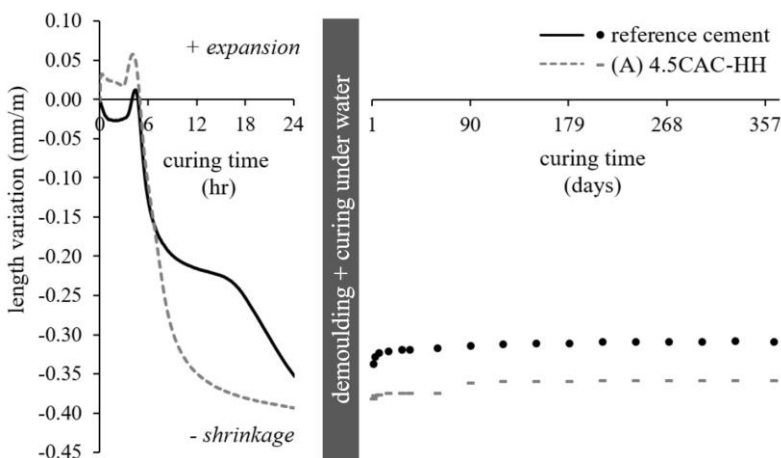 0.10
0.05
0.00
-0.05
-0.10
-0.15
-0.20
-0.25
-0.30
-0.35
-0.40
-0.45
length variation (mm/m)
+ expansion
0 6 12 18 24
curing time
(hr)
- shrinkage
demoulding + curing under water
reference cement
(A) 4.5CAC-HH
1 90 179 268 357
curing time
(days)